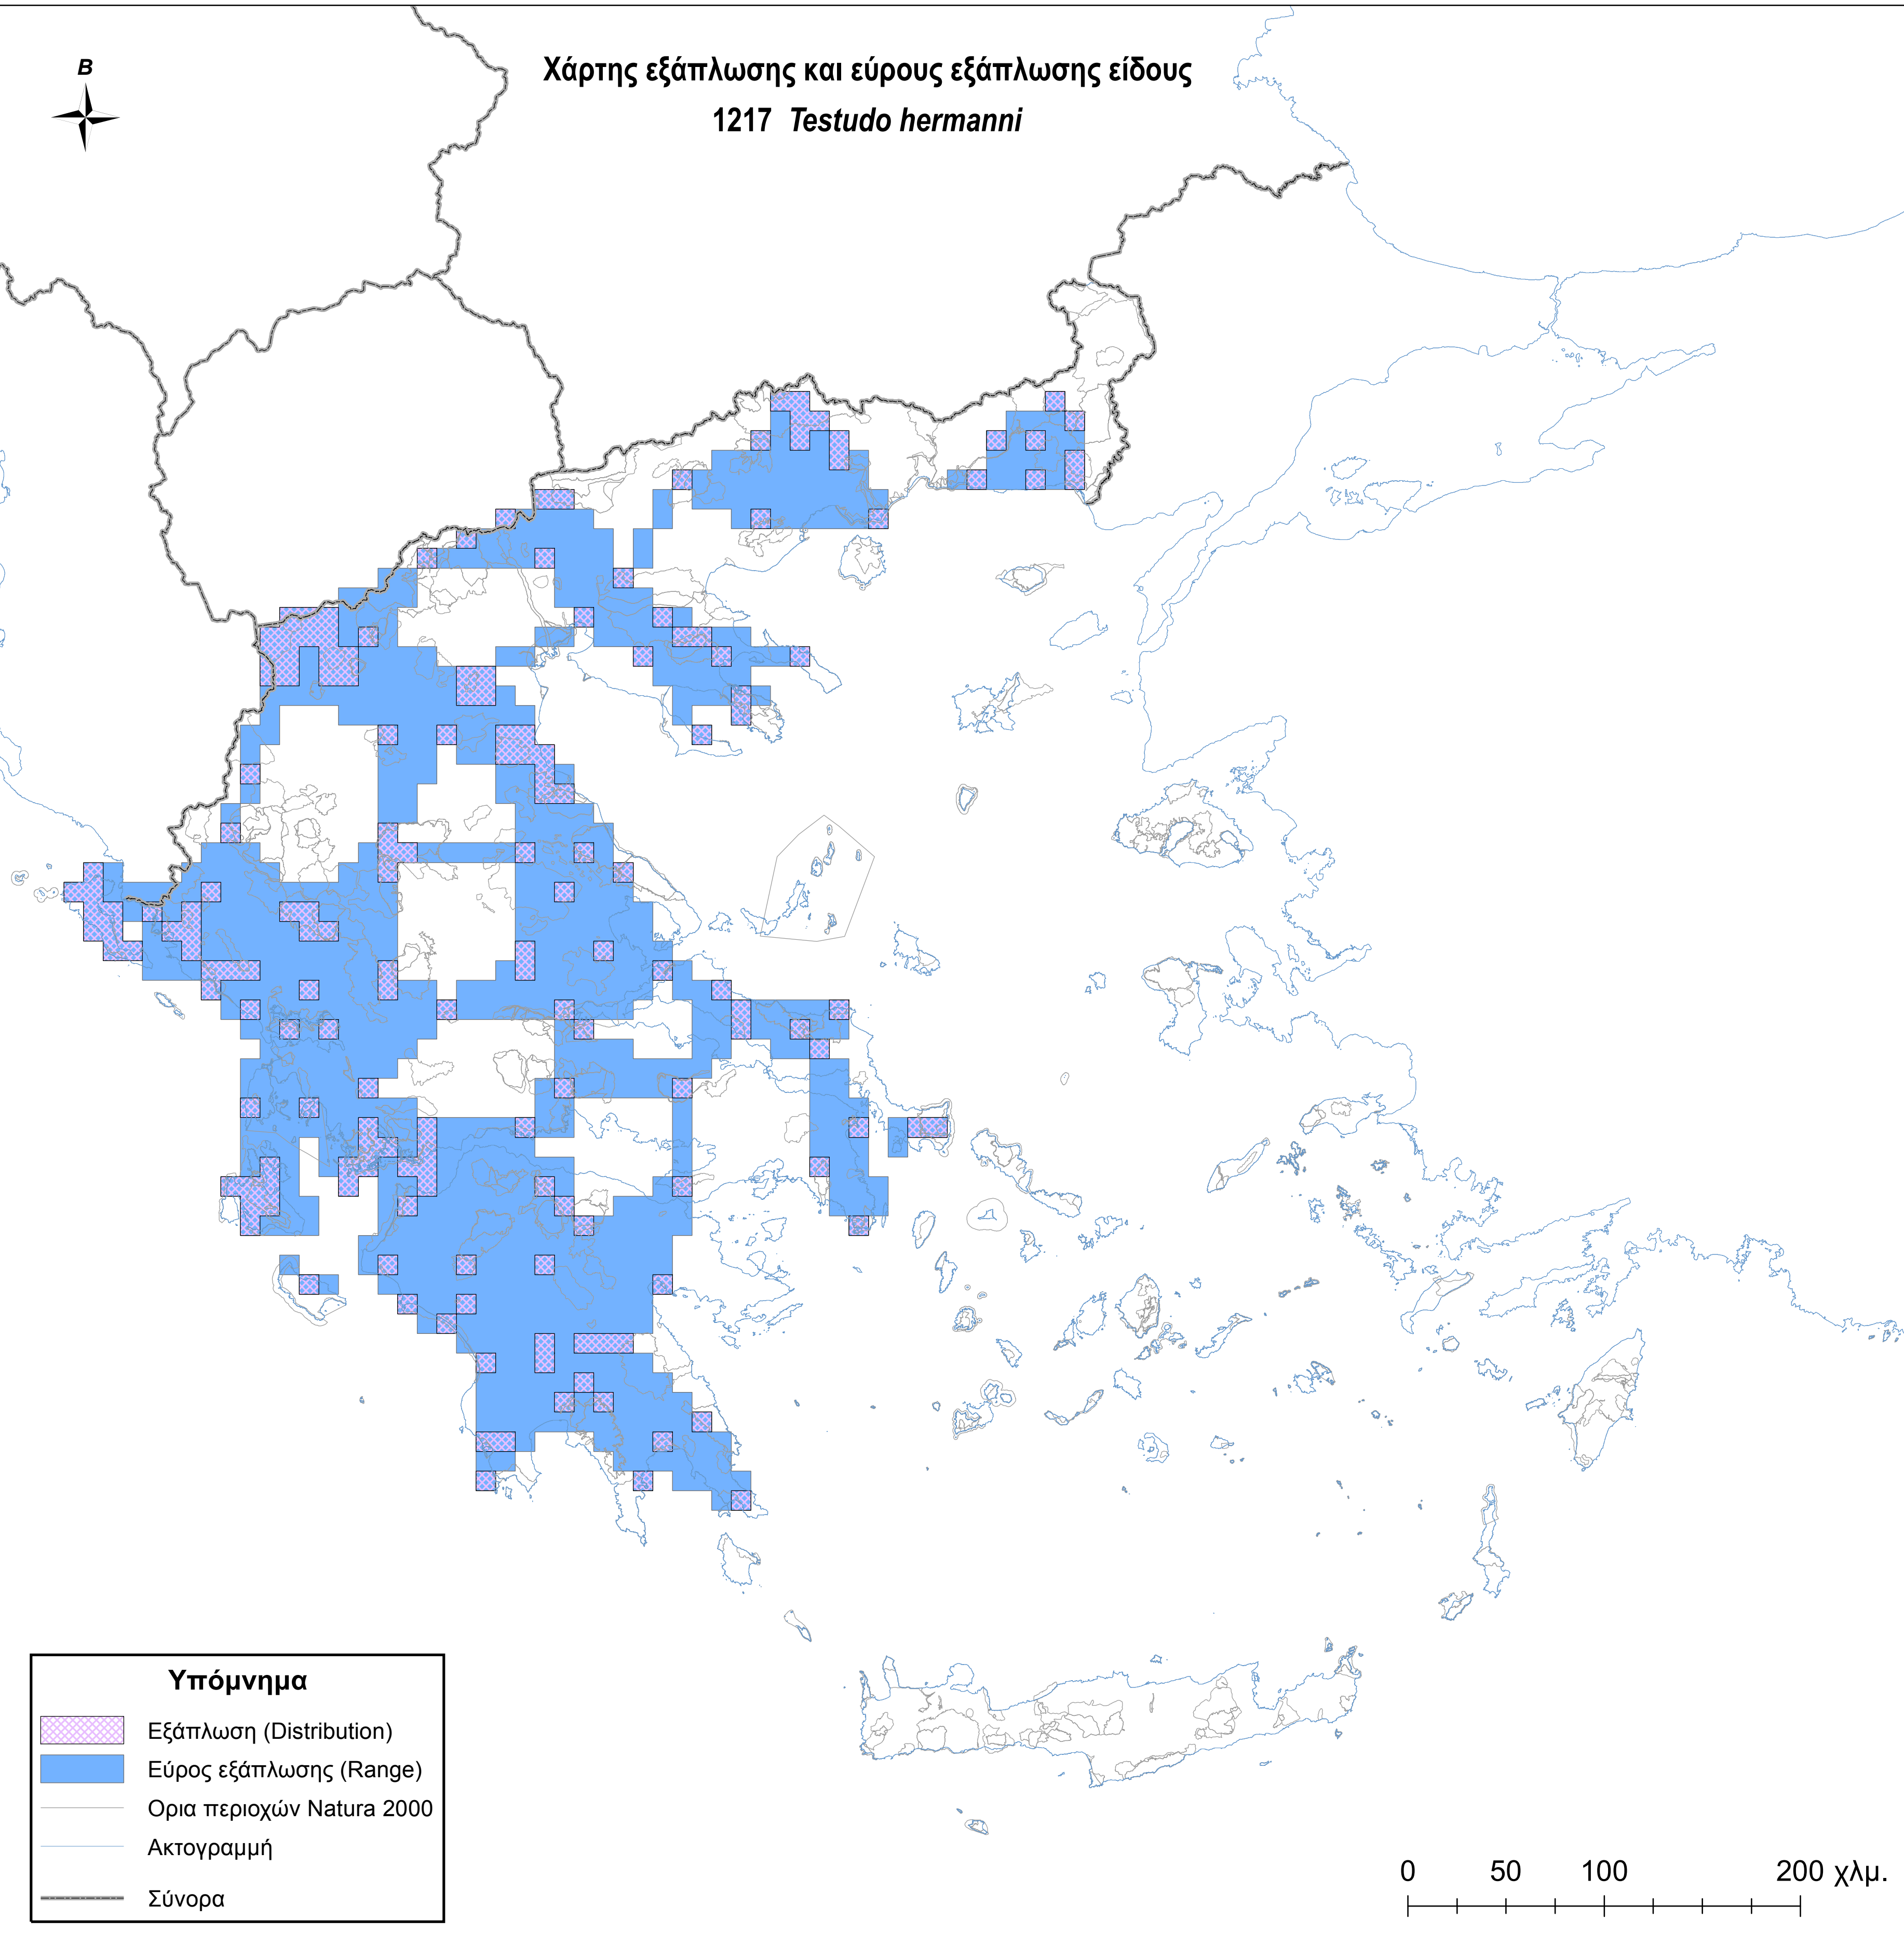 B
Χάρτης εξάπλωσης και εύρους εξάπλωσης είδους
1217 Testudo hermanni
Υπόμνημα
Εξάπλωση (Distribution)
Εύρος εξάπλωσης (Range)
Ορια περιοχών Natura 2000
Ακτογραμμή
Σύνορα
0 50 100 200 χλμ.